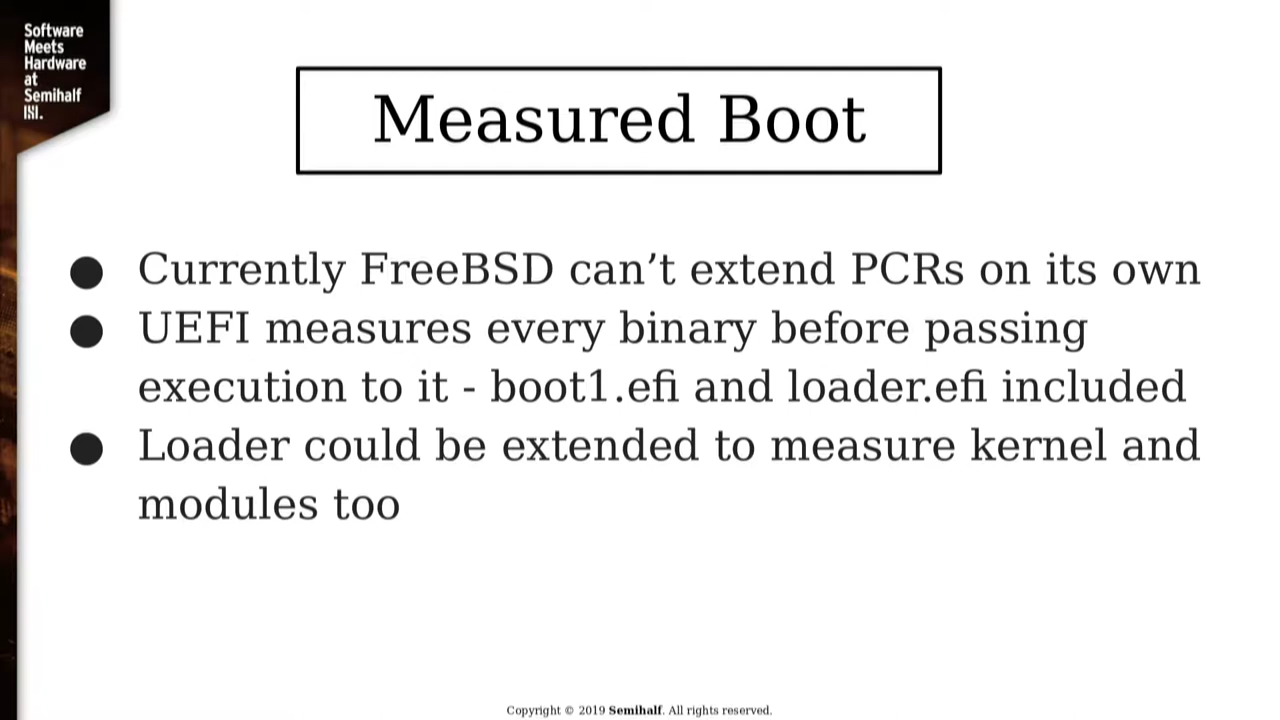 Software
Meets
Hardware
at
Semihalf
Measured Boot
● Currently FreeBSD can’t extend PCRs on its own
● UEFI measures every binary before passing
execution to it - boot1.efi and loader.efi included
● Loader could be extended to measure kernel and
modules too
Copyright © 2019 Semihalf. All rights reserved.